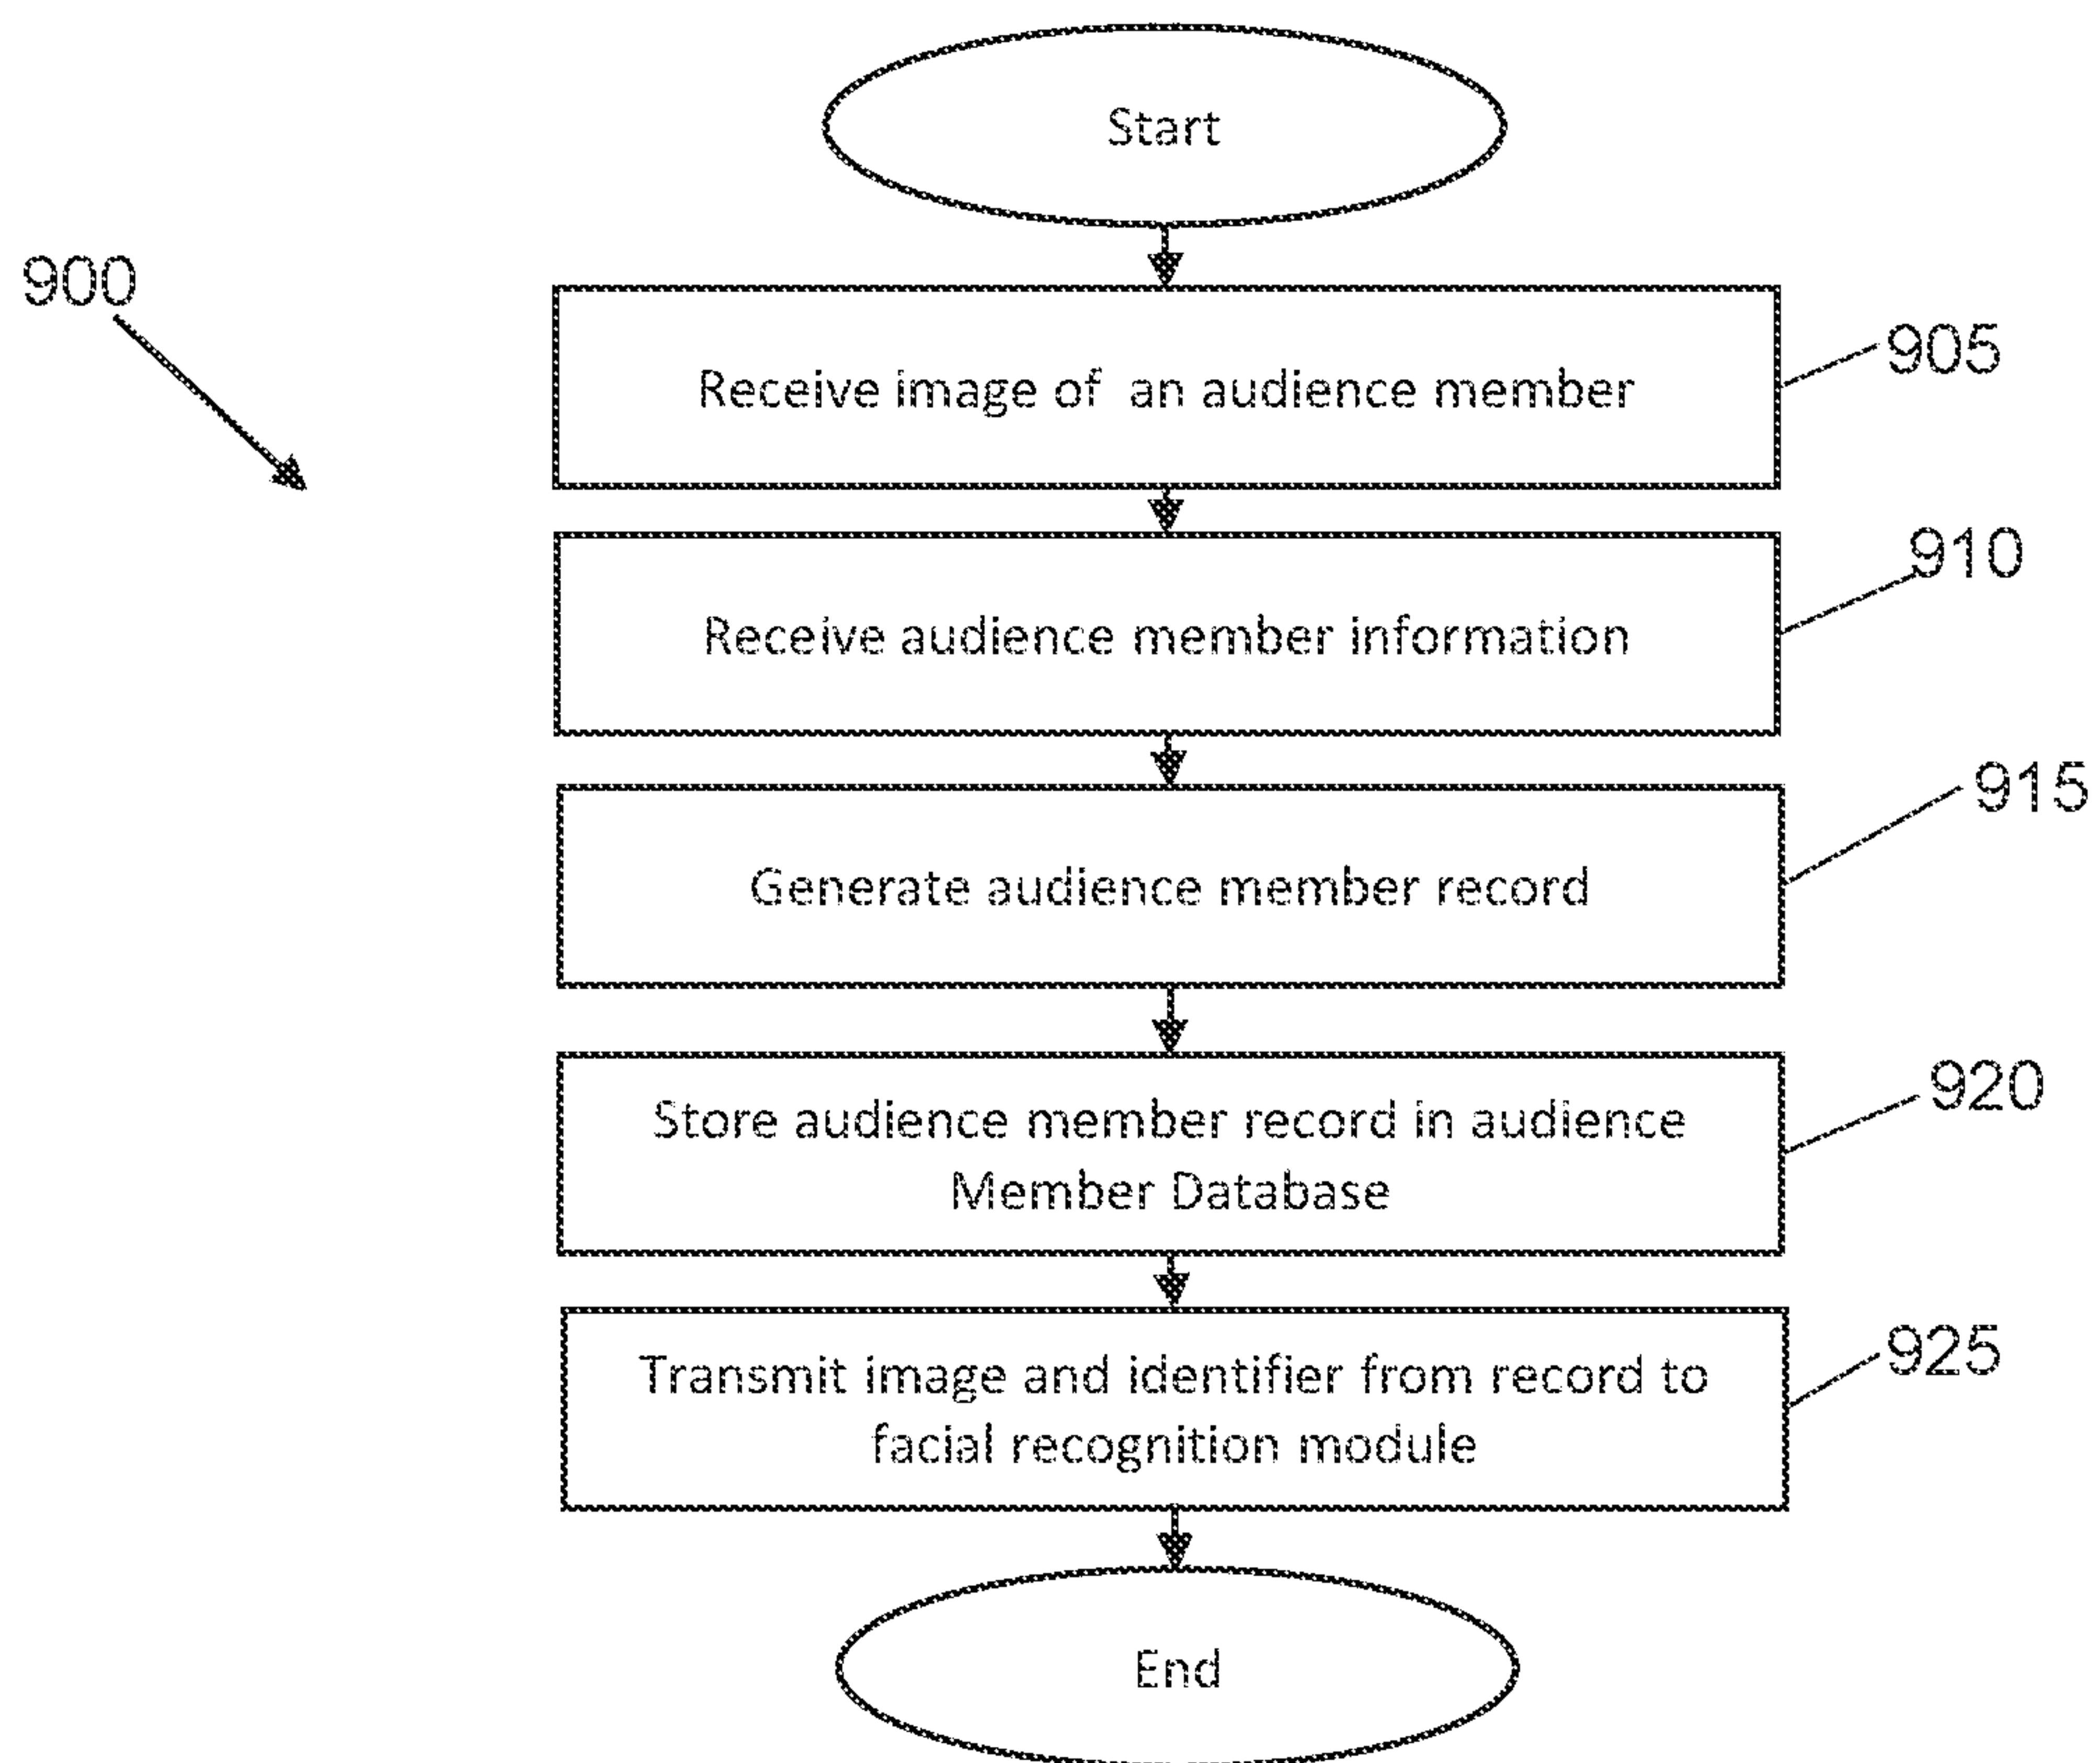 Start
900
Receive image of an audience member
905
Receive audience member information
910
Generate audience member record
915
Store audience member record in audience
Member Database
920
Transmit image and identifier from record to
facial recognition module
925
End